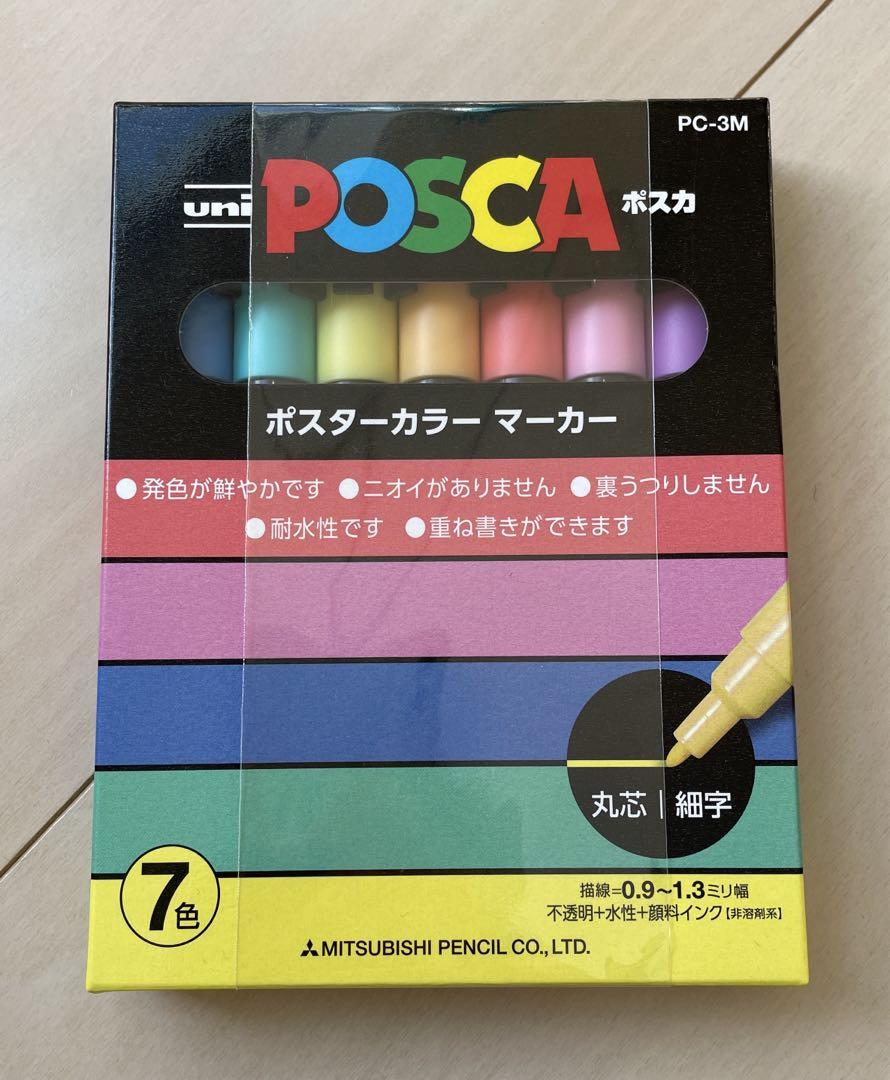 PC-3M
uni POSCA ポスカ
ポスターカラー マーカー
●発色が鮮やかです ●ニオイがありません ●裏うつりしません
●耐水性です ●重ね書きができます
丸芯｜細字
7色
描線=0.9〜1.3ミリ幅
不透明+水性+顔料インク【非溶剤系】
MITSUBISHI PENCIL CO.,LTD.